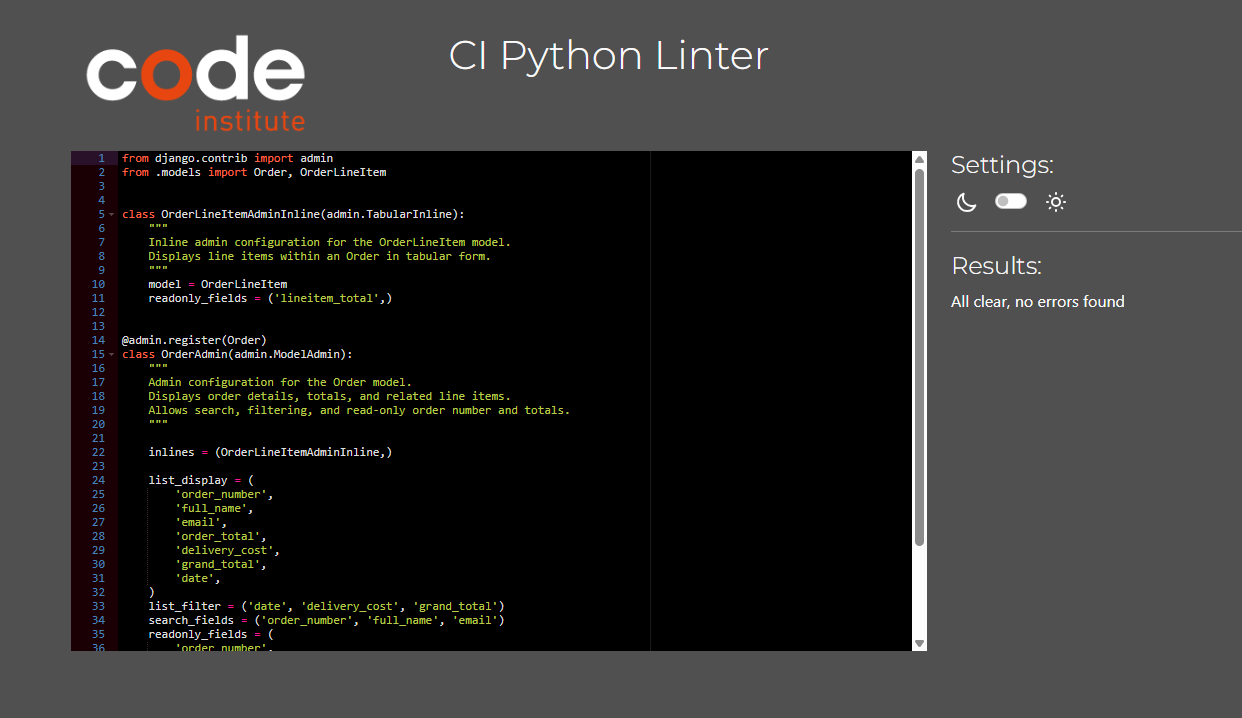 code
institute
CI Python Linter
1 from django.contrib import admin
2 from .models import Order, OrderLineItem
3
4
5 class OrderLineItemAdminInline(admin.TabularInline):
6     """
7     Inline admin configuration for the OrderLineItem model.
8     Displays line items within an Order in tabular form.
9     """
10     model = OrderLineItem
11     readonly_fields = ('lineitem_total',)
12
13
14 @admin.register(Order)
15 class OrderAdmin(admin.ModelAdmin):
16     """
17     Admin configuration for the Order model.
18     Displays order details, totals, and related line items.
19     Allows search, filtering, and read-only order number and totals.
20     """
21
22     inlines = (OrderLineItemAdminInline,)
23
24     list_display = (
25         'order_number',
26         'full_name',
27         'email',
28         'order_total',
29         'delivery_cost',
30         'grand_total',
31         'date',
32     )
33     list_filter = ('date', 'delivery_cost', 'grand_total')
34     search_fields = ('order_number', 'full_name', 'email')
35     readonly_fields = (
36         'order_number',
Settings:
Results:
All clear, no errors found